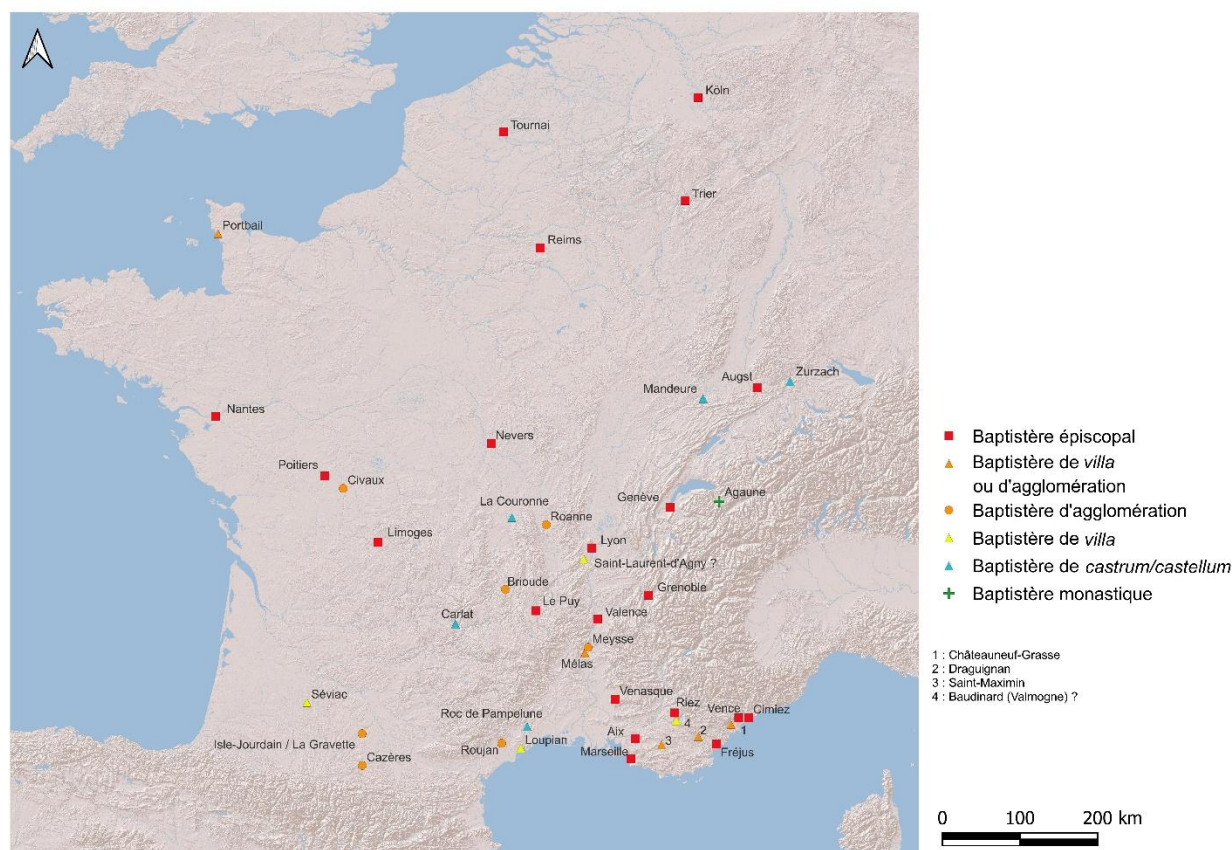 Köln
Tournai
Trier
Portbail
Reims
Zurzach
Augst
Mandeure
Nantes
Nevers
Poitiers
Civaux
Agaune
Genève
La Couronne
Roanne
Limoges
Lyon
Saint-Laurent-d'Agny ?
Brioude
Grenoble
Le Puy
Carlat
Valence
Meysse
Mélas
Séviac
Venasque
Riez
Vence
Cimiez
Roc de Pampelune
4
1
Isle-Jourdain / La Gravette
Aix
2
Loupian
Roujan
3
Fréjus
Marseille
Cazères
Baptistère épiscopal
Baptistère de villa
ou d'agglomération
Baptistère d'agglomération
Baptistère de villa
Baptistère de castrum/castellum
Baptistère monastique
1 : Châteauneuf-Grasse
2 : Draguignan
3 : Saint-Maximin
4 : Baudinard (Valmogne) ?
0 100 200 km